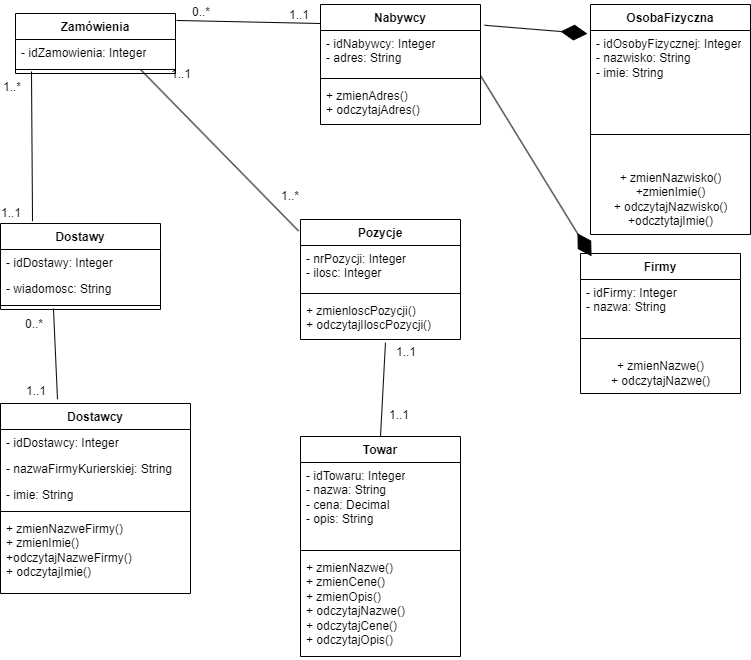 Zamówienia
- idZamowienia: Integer
0..*
1..1
Nabywcy
- idNabywcy: Integer
- adres: String
+ zmienAdres()
+ odczytajAdres()
OsobaFizyczna
- idOsobyFizycznej: Integer
- nazwisko: String
- imie: String
+ zmienNazwisko()
+zmienImie()
+ odczytajNazwisko()
+odcztytajImie()
1..*
1..1
1..1
1..*
Dostawy
- idDostawy: Integer
- wiadomosc: String
Pozycje
- nrPozycji: Integer
- ilosc: Integer
+ zmienIoscPozycji()
+ odczytajIloscPozycji()
Firmy
- idFirmy: Integer
- nazwa: String
+ zmienNazwe()
+ odczytajNazwe()
0..*
1..1
1..1
1..1
Dostawcy
- idDostawcy: Integer
- nazwaFirmyKurierskiej: String
- imie: String
+ zmienNazweFirmy()
+ zmienImie()
+odczytajNazweFirmy()
+ odczytajImie()
Towar
- idTowaru: Integer
- nazwa: String
- cena: Decimal
- opis: String
+ zmienNazwe()
+ zmienCene()
+ zmienOpis()
+ odczytajNazwe()
+ odczytajCene()
+ odczytajOpis()